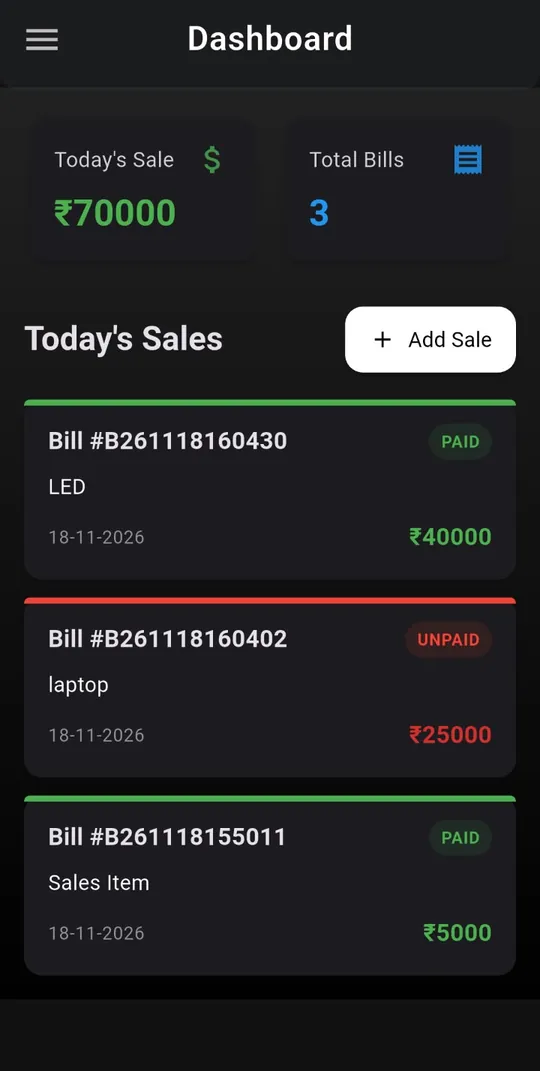 Dashboard
Today's Sale $
₹70000
Total Bills
3
Today's Sales
+ Add Sale
Bill #B261118160430 PAID
LED
18-11-2026 ₹40000
Bill #B261118160402 UNPAID
laptop
18-11-2026 ₹25000
Bill #B261118155011 PAID
Sales Item
18-11-2026 ₹5000